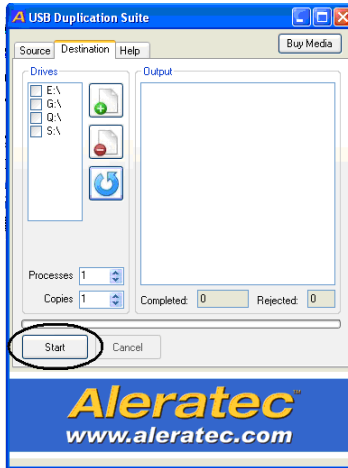 A USB Duplication Suite
Buy Media
Source Destination Help
Drives
Output
E:\
G:\
Q:\
S:\
Processes 1
Copies 1
Completed: 0 Rejected: 0
Start Cancel
Aleratec™
www.aleratec.com